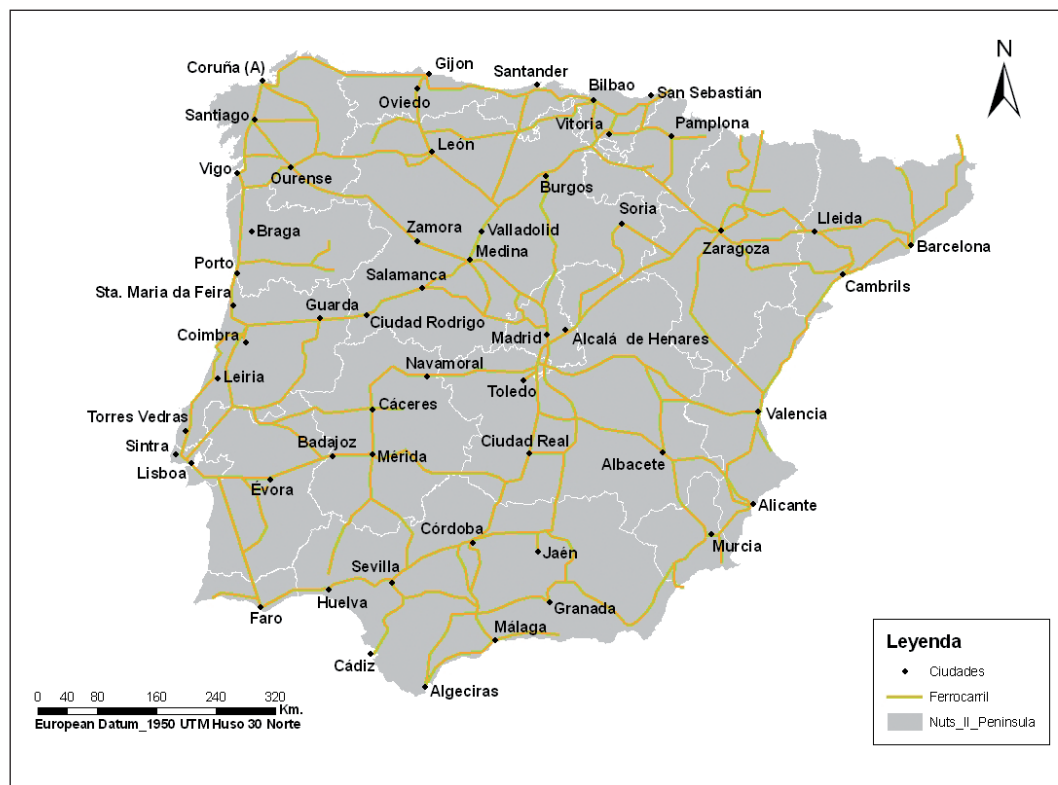 N
Gijon
Coruña (A)
Santander
Oviedo
Bilbao
San Sebastián
Santiago
Vitoria
Pamplona
León
Vigo
Ourense
Burgos
Soria
Braga
Zamora
Valladolid
Lleida
Zaragoza
Barcelona
Medina
Porto
Salamanca
Cambrils
Sta. Maria da Feira
Guarda
Ciudad Rodrigo
Coimbra
Madrid
Alcalá de Henares
Navamoral
Leiria
Toledo
Cáceres
Valencia
Torres Vedras
Sintra
Badajoz
Ciudad Real
Mérida
Albacete
Lisboa
Évora
Alicante
Córdoba
Murcia
Jaén
Sevilla
Huelva
Granada
Faro
Málaga
Cádiz
Algeciras
Leyenda
Ciudades
Ferrocarril
Nuts_II_Peninsula
0 40 80 160 240 320
Km.
European Datum_1950 UTM Huso 30 Norte